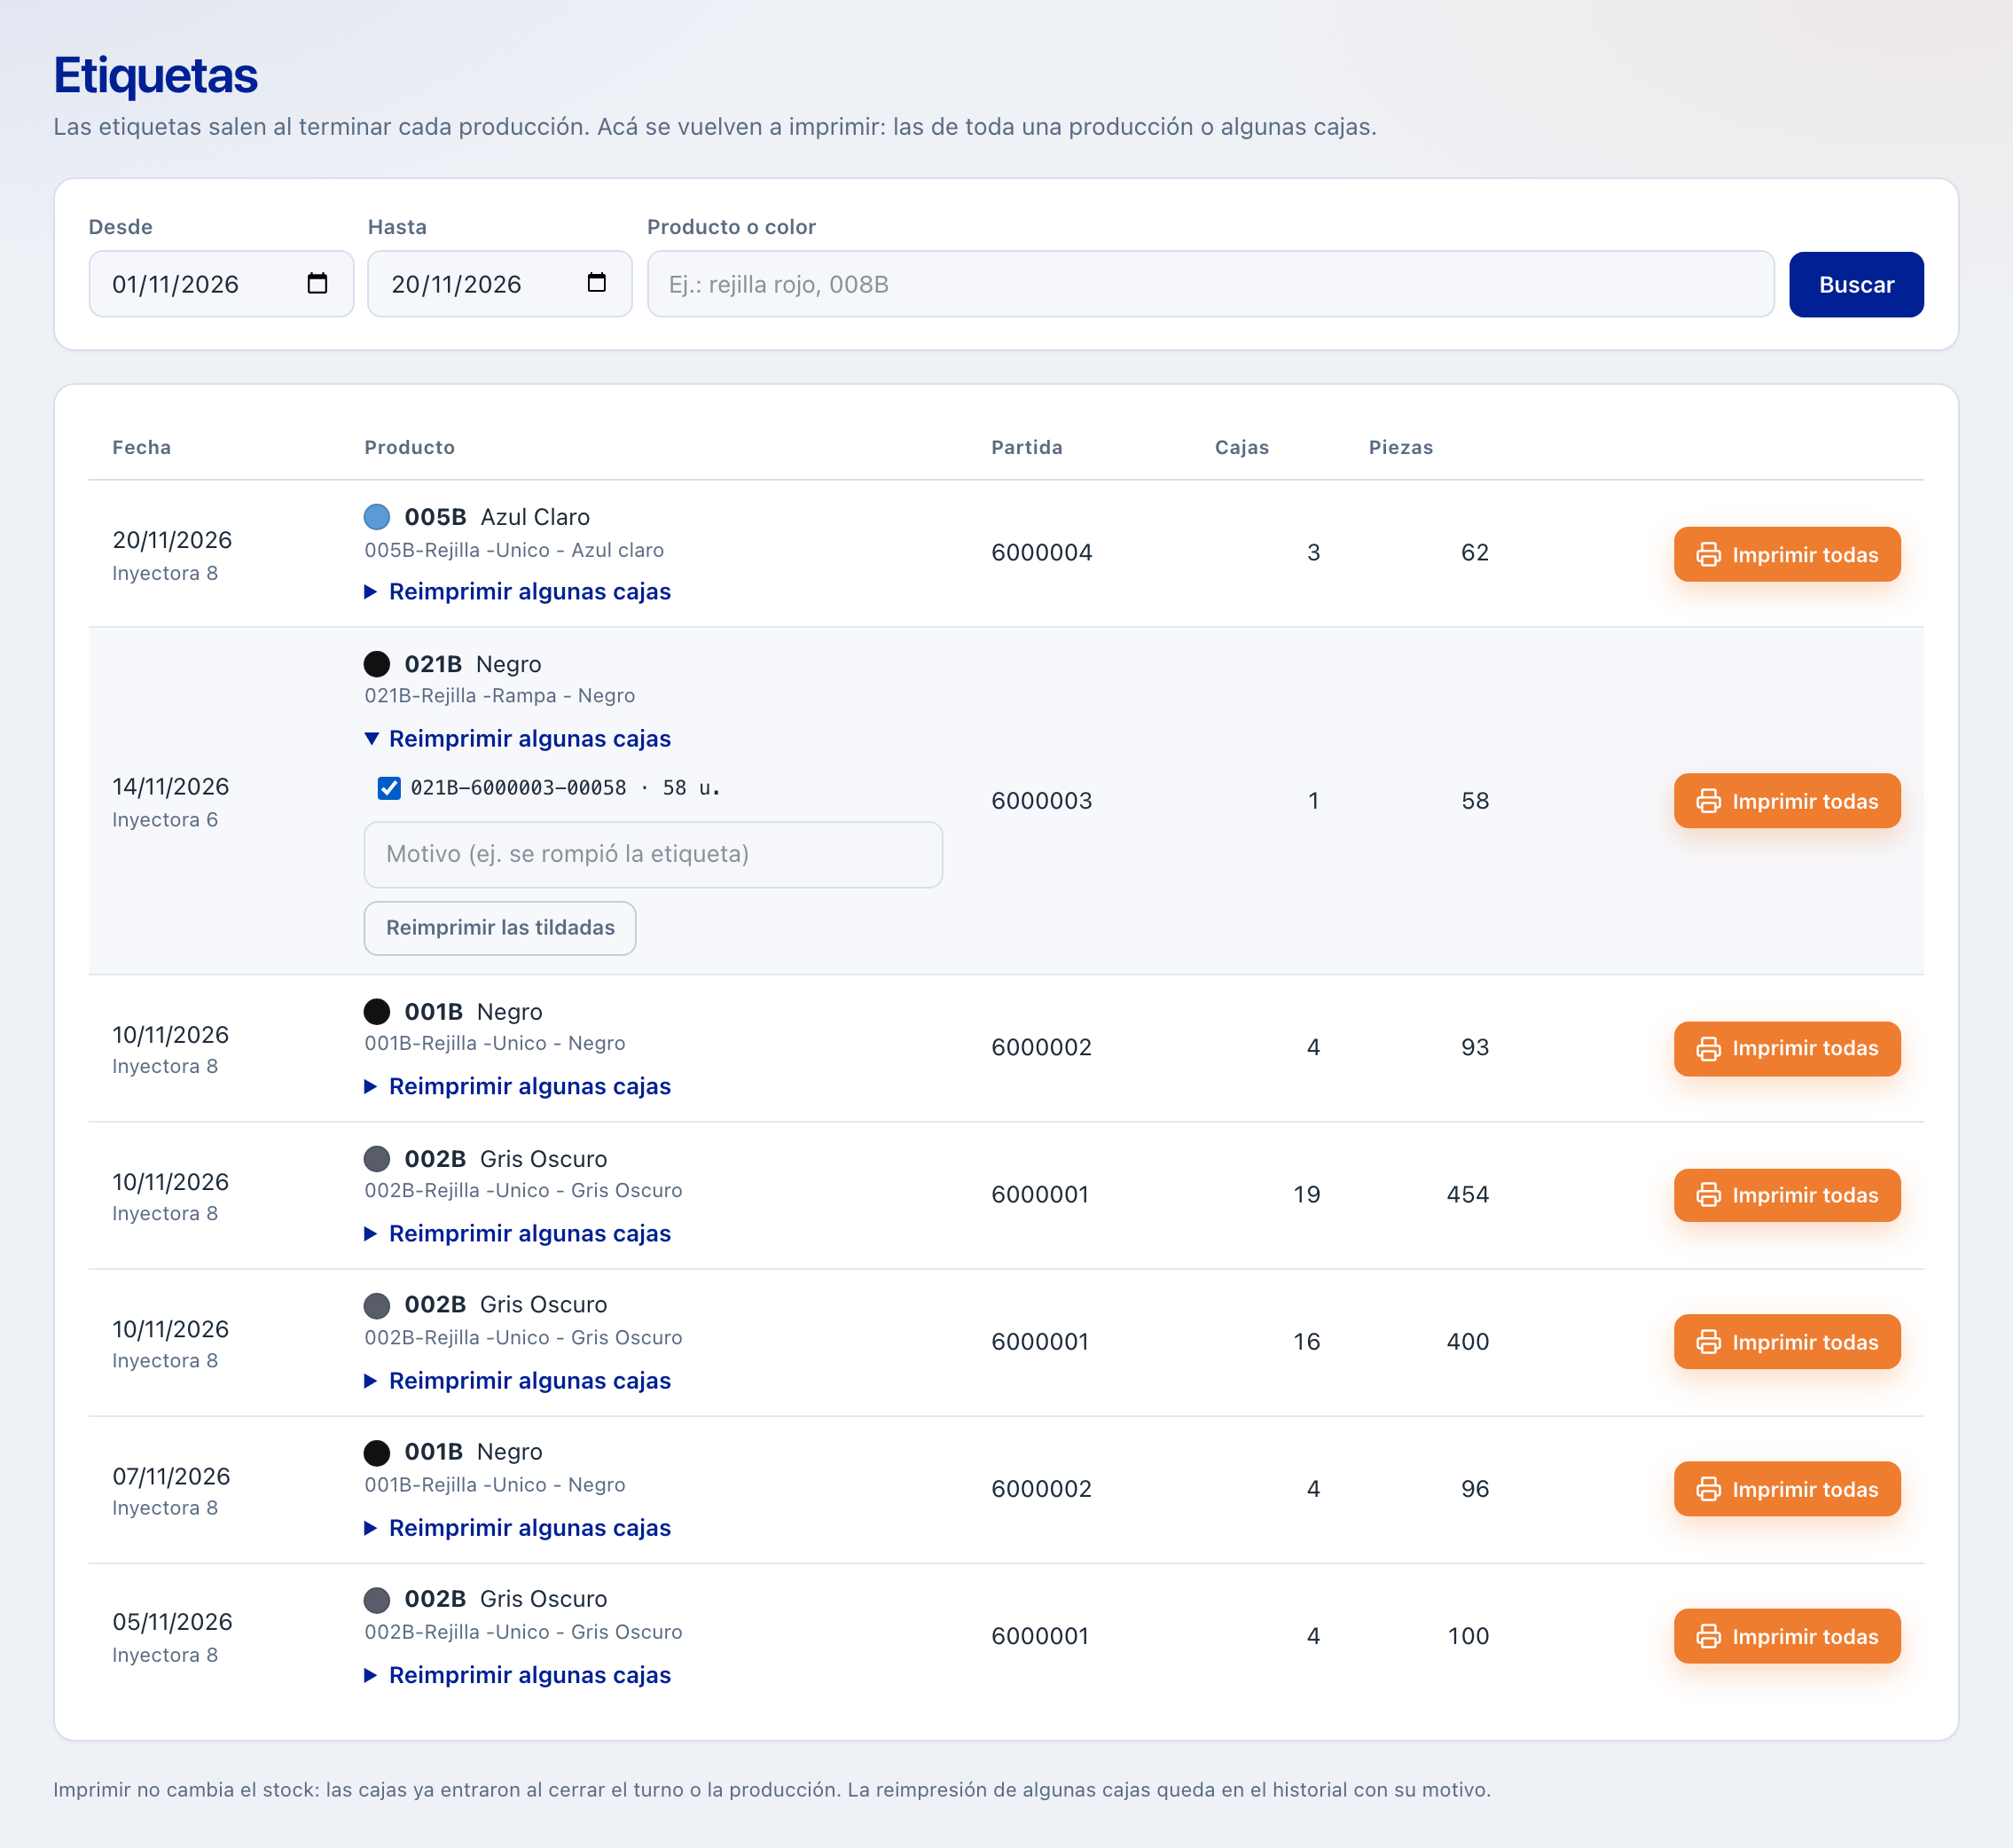 Etiquetas
Las etiquetas salen al terminar cada producción. Acá se vuelven a imprimir: las de toda una producción o algunas cajas.
Desde Hasta Producto o color
01/11/2026 20/11/2026 Ej.: rejilla rojo, 008B Buscar
Fecha Producto Partida Cajas Piezas
005B Azul Claro
20/11/2026 005B-Rejilla -Unico - Azul claro 6000004 3 62 Imprimir todas
Inyectora 8
Reimprimir algunas cajas
021B Negro
021B-Rejilla -Rampa - Negro
Reimprimir algunas cajas
14/11/2026 021B-6000003-00058 · 58 u. 6000003 1 58 Imprimir todas
Inyectora 6
Motivo (ej. se rompió la etiqueta)
Reimprimir las tildadas
001B Negro
10/11/2026 001B-Rejilla -Unico - Negro 6000002 4 93 Imprimir todas
Inyectora 8
Reimprimir algunas cajas
002B Gris Oscuro
10/11/2026 002B-Rejilla -Unico - Gris Oscuro 6000001 19 454 Imprimir todas
Inyectora 8
Reimprimir algunas cajas
002B Gris Oscuro
10/11/2026 002B-Rejilla -Unico - Gris Oscuro 6000001 16 400 Imprimir todas
Inyectora 8
Reimprimir algunas cajas
001B Negro
07/11/2026 001B-Rejilla -Unico - Negro 6000002 4 96 Imprimir todas
Inyectora 8
Reimprimir algunas cajas
002B Gris Oscuro
05/11/2026 002B-Rejilla -Unico - Gris Oscuro 6000001 4 100 Imprimir todas
Inyectora 8
Reimprimir algunas cajas
Imprimir no cambia el stock: las cajas ya entraron al cerrar el turno o la producción. La reimpresión de algunas cajas queda en el historial con su motivo.